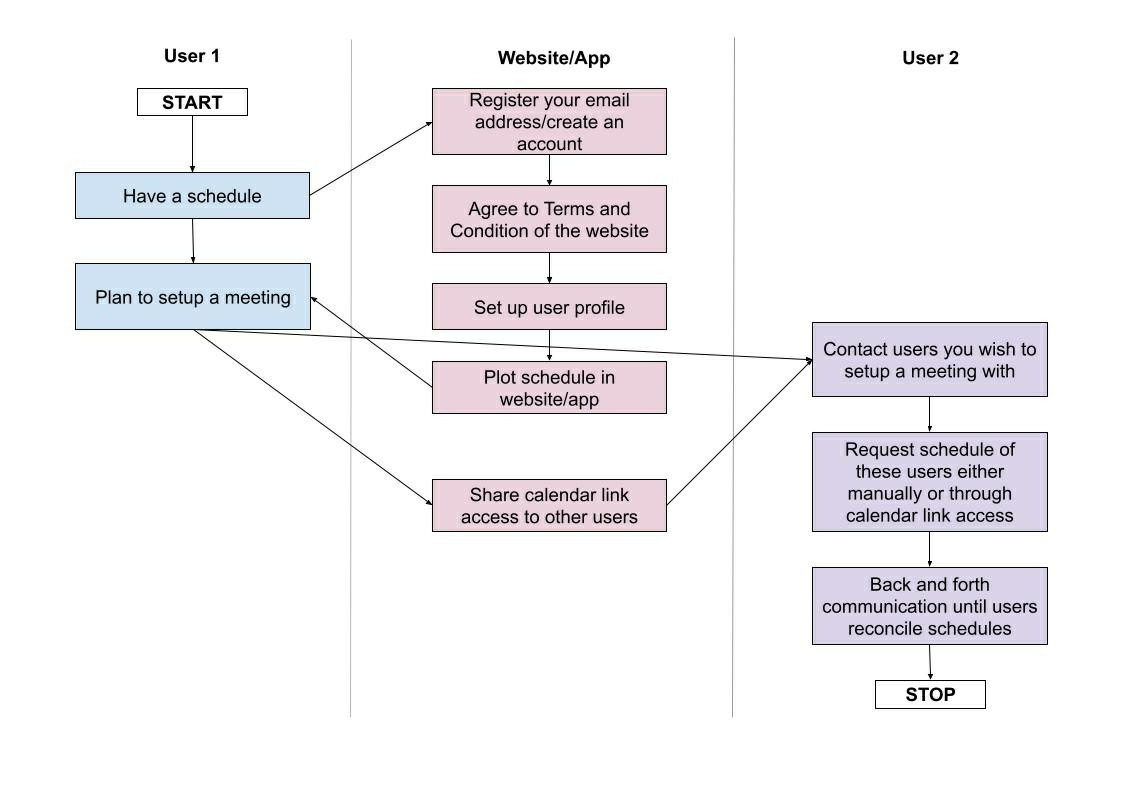 User 1
Website/App
User 2
START
Register your email
address/create an
account
Have a schedule
Agree to Terms and
Condition of the website
Plan to setup a meeting
Set up user profile
Plot schedule in
website/app
Contact users you wish to
setup a meeting with
Share calendar link
access to other users
Request schedule of
these users either
manually or through
calendar link access
Back and forth
communication until users
reconcile schedules
STOP